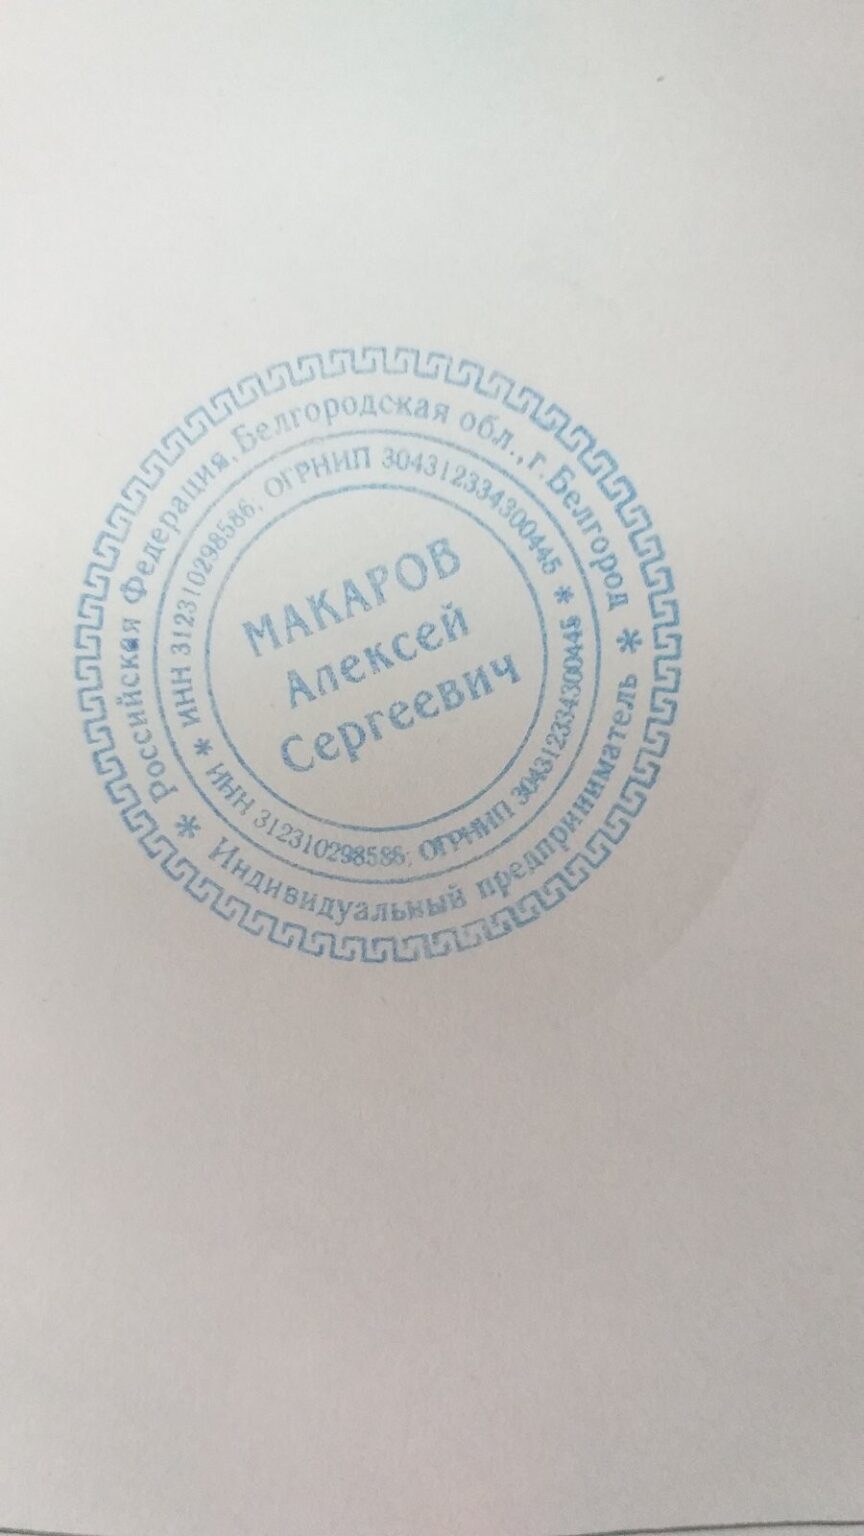 Российская Федерация, Белгородская обл., г. Белгород *
Индивидуальный предприниматель *
ИНН 312310298586; ОГРНИП 304312334300445 *
ИНН 312310298586; ОГРНИП 304312334300445 *
МАКАРОВ
Алексей
Сергеевич